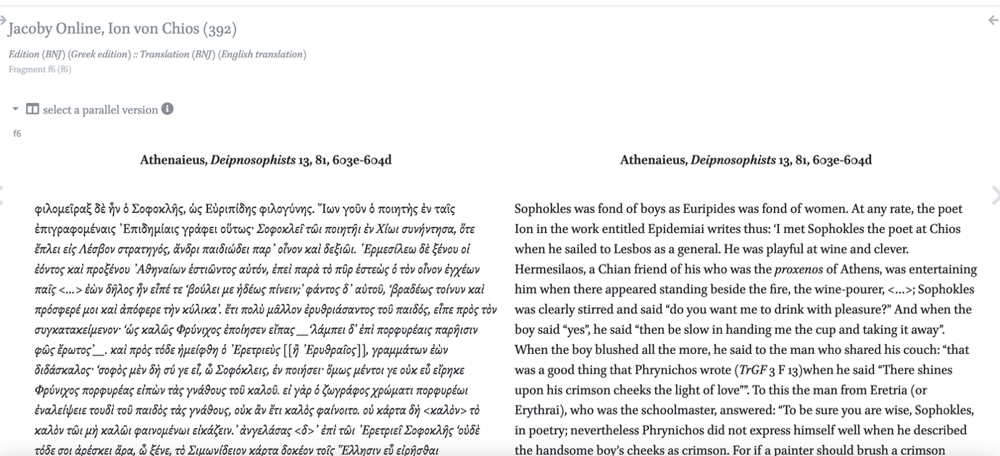 Jacoby Online, Ion von Chios (392)
Edition (BNJ) (Greek edition) :: Translation (BNJ) (English translation)
Fragment f6 (f6)
select a parallel version
f6
Athenaieus, Deipnosophists 13, 81, 603e-604d
φιλομεῖραξ δὲ ἦν ὁ Σοφοκλῆς, ὡς Εὐριπίδης φιλογύνης. Ἴων γοῦν ὁ ποιητὴς ἐν ταῖς
ἐπιγραφομέναις Ἐπιδημίαις γράφει οὕτως· Σοφοκλεῖ τῶι ποιητῆι ἐν Χίωι συνήντησα, ὅτε
ἔπλει εἰς Λέσβον στρατηγός, ἄνδρι παιδιώδει παρ᾽ οἶνον καὶ δεξιῶι. Ἑρμεσίλεω δὲ ξένου οἱ
ἐόντος καὶ προξένου Ἀθηναίων ἑστιῶντος αὐτόν, ἐπεὶ παρὰ τὸ πῦρ ἑστεὼς ὁ τὸν οἶνον ἐγχέων
παῖς <...> ἐὼν δῆλος ἦν εἶπέ τε ‘βούλει με ἡδέως πίνειν;’ φάντος δ᾽ αὐτοῦ, ‘βραδέως τοίνυν καὶ
πρόσφερέ μοι καὶ ἀπόφερε τὴν κύλικα’. ἔτι πολὺ μᾶλλον ἐρυθριάσαντος τοῦ παιδός, εἶπε πρὸς τὸν
συγκατακείμενον· ‘ὡς καλῶς Φρύνιχος ἐποίησεν εἴπας __‘λάμπει δ᾽ ἐπὶ πορφυρέαις παρῆισιν
φῶς ἔρωτος’__. καὶ πρὸς τόδε ἠμείφθη ὁ Ἐρετριεὺς [[ἢ Ἐρυθραῖος]], γραμμάτων ἐὼν
διδάσκαλος· ‘σοφὸς μὲν δὴ σύ γε εἶ, ὦ Σοφόκλεις, ἐν ποιήσει· ὅμως μέντοι γε οὐκ εὖ εἴρηκε
Φρύνιχος πορφυρέας εἰπὼν τὰς γνάθους τοῦ καλοῦ. εἰ γὰρ ὁ ζωγράφος χρώματι πορφυρέωι
ἐναλείψειε τουδὶ τοῦ παιδὸς τὰς γνάθους, οὐκ ἂν ἔτι καλὸς φαίνοιτο. οὐ κάρτα δὴ <καλὸν> τὸ
καλὸν τῶι μὴ καλῶι φαινομένωι εἰκάζειν.’ ἀνγελάσας <δ> ᾽ ἐπὶ τῶι Ἐρετριεῖ Σοφοκλῆς ‘οὐδὲ
τόδε σοι ἀρέσκει ἄρα, ὦ ξένε, τὸ Σιμωνίδειον κάρτα δοκέον τοῖς Ἕλλησιν εὖ εἰρῆσθαι
Athenaieus, Deipnosophists 13, 81, 603e-604d
Sophokles was fond of boys as Euripides was fond of women. At any rate, the poet
Ion in the work entitled Epidemiai writes thus: ‘I met Sophokles the poet at Chios
when he sailed to Lesbos as a general. He was playful at wine and clever.
Hermesilaos, a Chian friend of his who was the proxenos of Athens, was entertaining
him when there appeared standing beside the fire, the wine-pourer, <...>; Sophokles
was clearly stirred and said “do you want me to drink with pleasure?” And when the
boy said “yes”, he said “then be slow in handing me the cup and taking it away”.
When the boy blushed all the more, he said to the man who shared his couch: “that
was a good thing that Phrynichos wrote (TrGF 3 F 13)when he said “There shines
upon his crimson cheeks the light of love””. To this the man from Eretria (or
Erythrai), who was the schoolmaster, answered: “To be sure you are wise, Sophokles,
in poetry; nevertheless Phrynichos did not express himself well when he described
the handsome boy’s cheeks as crimson. For if a painter should brush a crimson